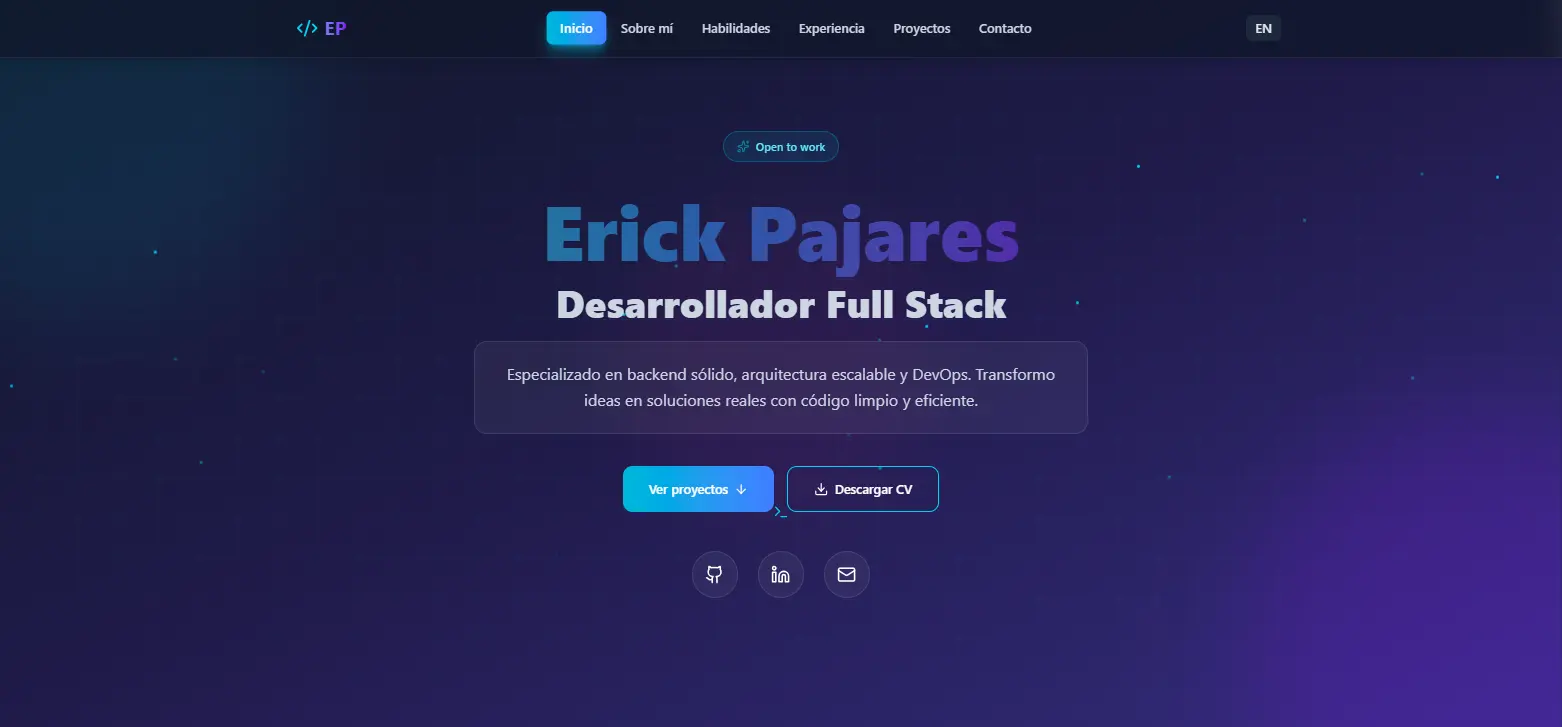 </> EP
Inicio
Sobre mí
Habilidades
Experiencia
Proyectos
Contacto
EN
Open to work
Erick Pajares
Desarrollador Full Stack
Especializado en backend sólido, arquitectura escalable y DevOps. Transformo
ideas en soluciones reales con código limpio y eficiente.
Ver proyectos ↓
Descargar CV
>_
in